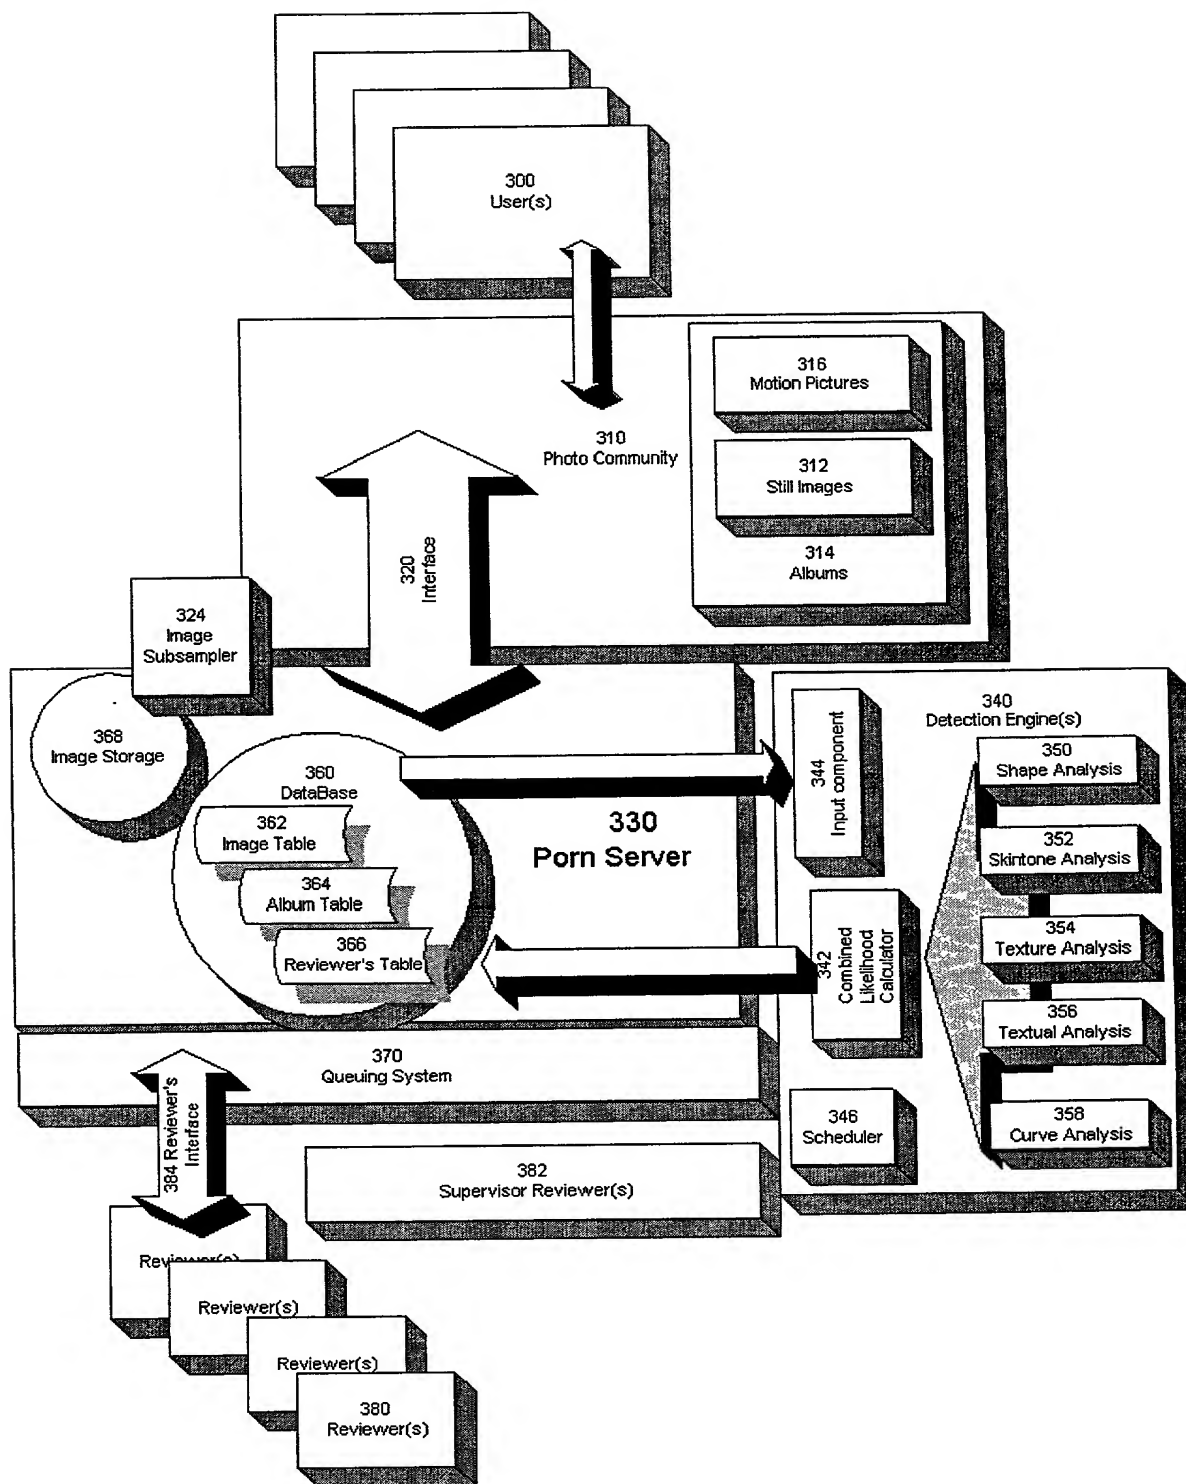 300
User(s)
316
Motion Pictures
310
Photo Community
312
Still Images
314
Albums
320
Interface
324
Image
Subsampler
368
Image Storage
360
DataBase
362
Image Table
364
Album Table
366
Reviewer's Table
330
Porn Server
340
Detection Engine(s)
344
Input component
342
Combined
Likelihood
Calculator
350
Shape Analysis
352
Skintone Analysis
354
Texture Analysis
356
Textual Analysis
358
Curve Analysis
346
Scheduler
370
Queuing System
384 Reviewer's
Interface
382
Supervisor Reviewer(s)
Reviewer(s)
Reviewer(s)
Reviewer(s)
380
Reviewer(s)